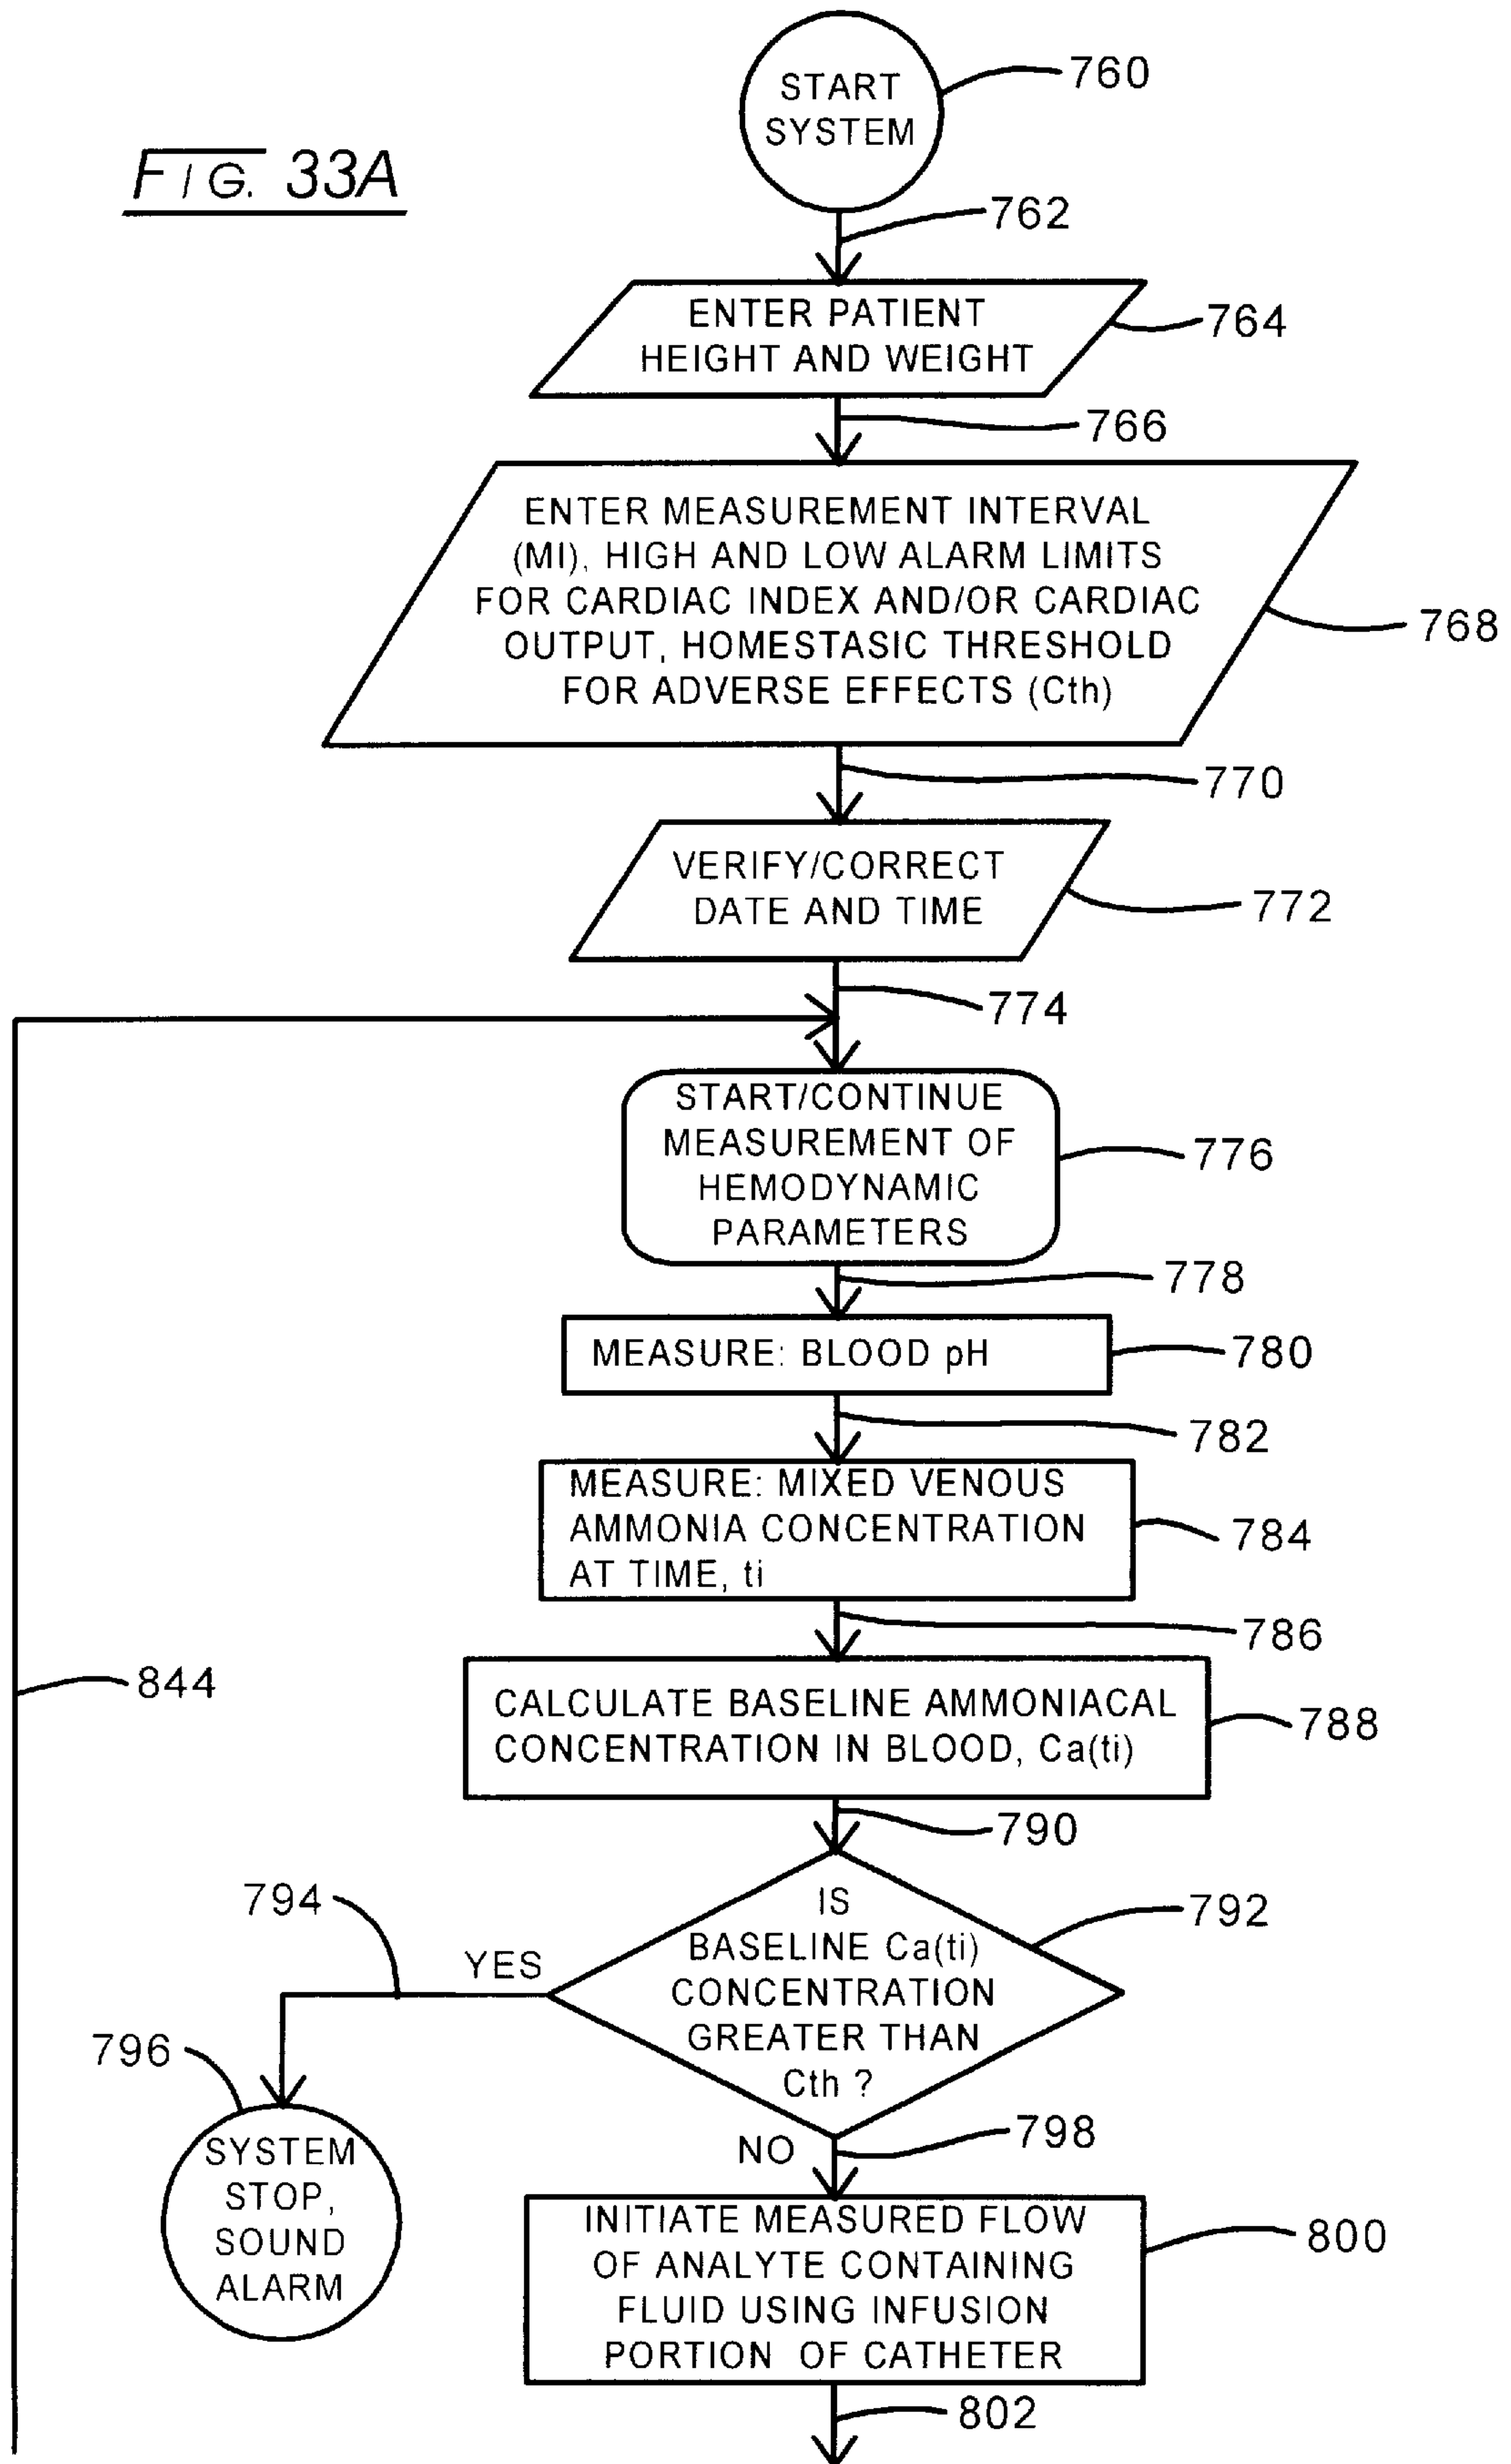 START
SYSTEM
760
FIG. 33A
762
ENTER PATIENT
HEIGHT AND WEIGHT
764
766
ENTER MEASUREMENT INTERVAL
(MI), HIGH AND LOW ALARM LIMITS
FOR CARDIAC INDEX AND/OR CARDIAC
OUTPUT, HOMESTASIC THRESHOLD
FOR ADVERSE EFFECTS (Cth)
768
770
VERIFY/CORRECT
DATE AND TIME
772
774
START/CONTINUE
MEASUREMENT OF
HEMODYNAMIC
PARAMETERS
776
778
MEASURE: BLOOD pH
780
782
MEASURE: MIXED VENOUS
AMMONIA CONCENTRATION
AT TIME, ti
784
786
844
CALCULATE BASELINE AMMONIACAL
CONCENTRATION IN BLOOD, Ca(ti)
788
790
794
YES
IS
BASELINE Ca(ti)
CONCENTRATION
GREATER THAN
Cth ?
792
796
SYSTEM
STOP,
SOUND
ALARM
NO
798
INITIATE MEASURED FLOW
OF ANALYTE CONTAINING
FLUID USING INFUSION
PORTION OF CATHETER
800
802